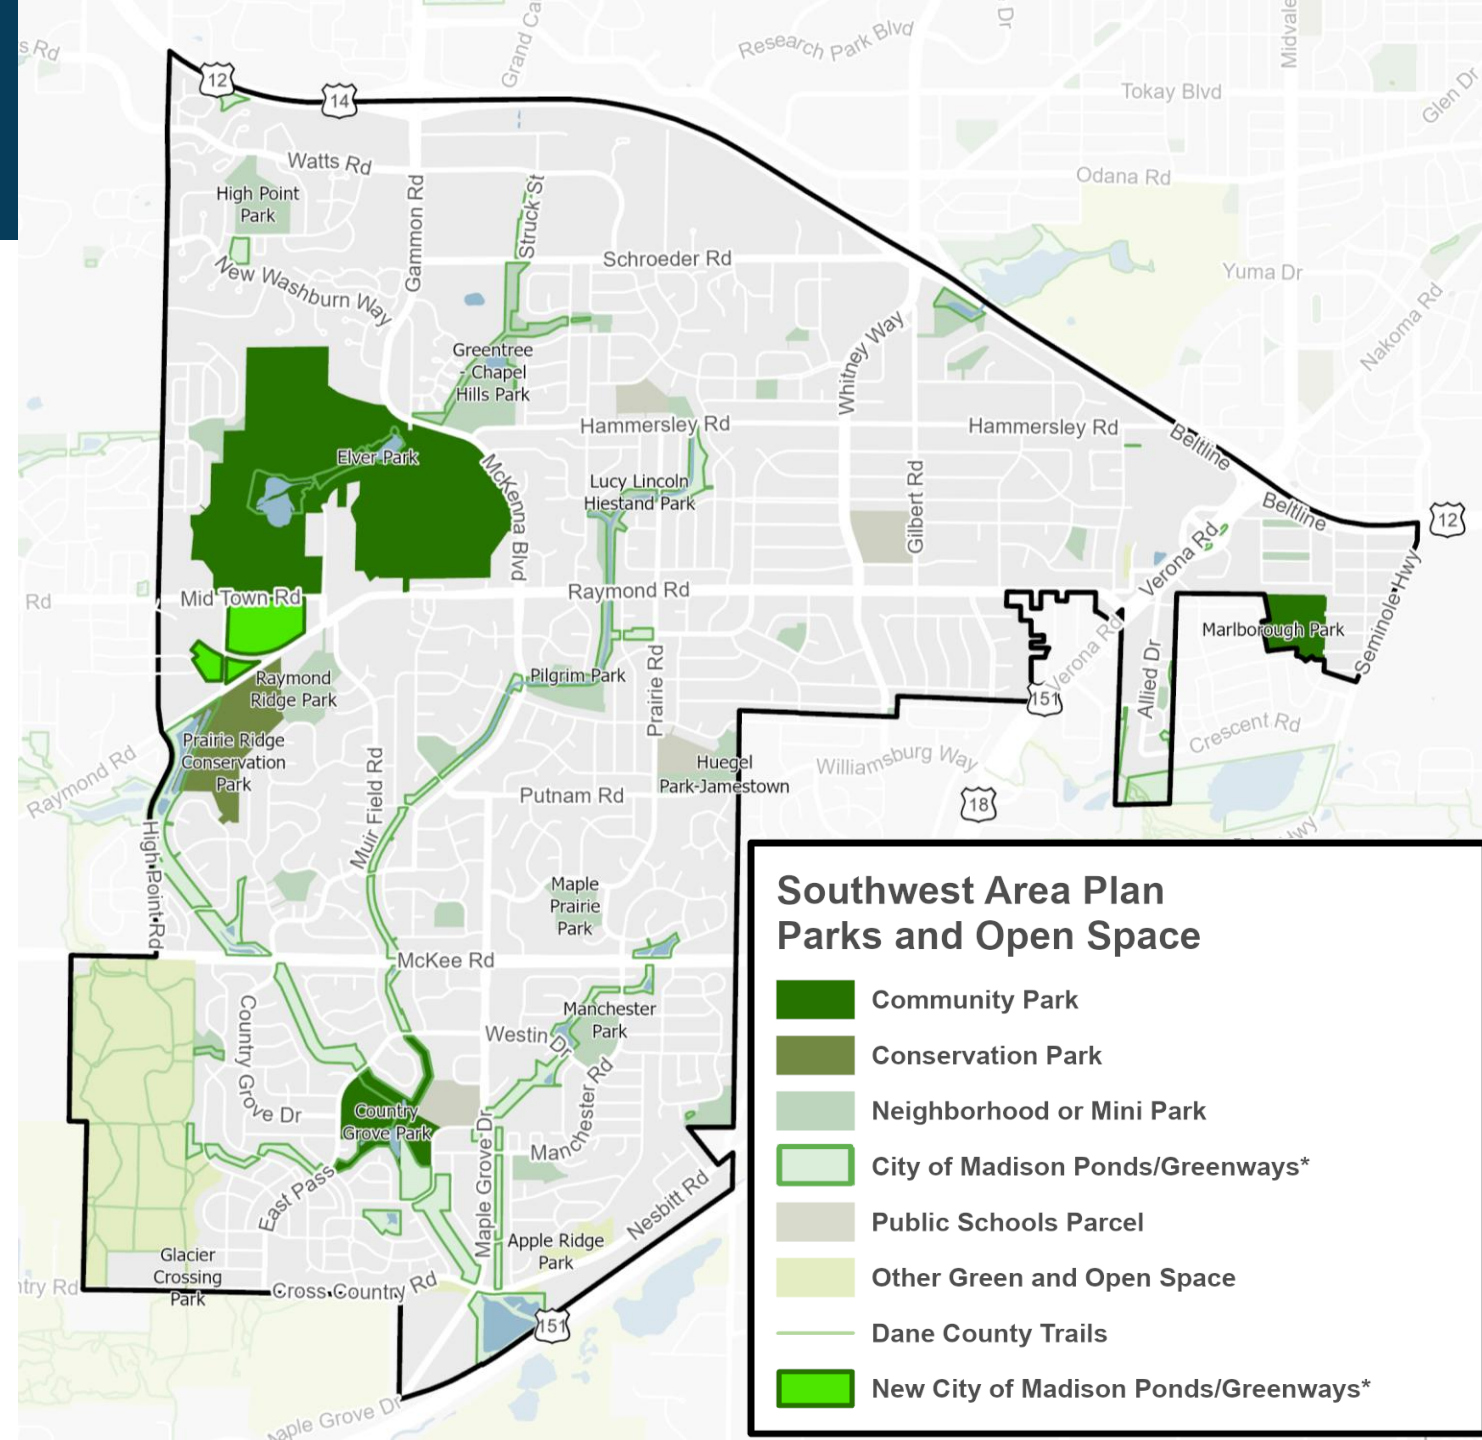 s Rd
Grand Ca
Research Park Blvd
Dr
Midvale
12
14
Tokay Blvd
Glen Dr
Watts Rd
Odana Rd
High Point
Park
Gammon Rd
Struck St
Schroeder Rd
Yuma Dr
New Washburn Way
Nakoma Rd
Whitney Way
Greentree
- Chapel
Hills Park
Hammersley Rd
Hammersley Rd
Beltline
Elver Park
McKenna Blvd
Lucy Lincoln
Hiestand Park
Gilbert Rd
Beltline
12
Verona Rd
Seminole Hwy
Rd
Mid Town Rd
Raymond Rd
Marlborough Park
Verona Rd
Allied Dr
Raymond
Ridge Park
Pilgrim Park
Prairie Rd
151
Crescent Rd
Prairie Ridge
Conservation
Park
Raymond Rd
Huegel
Park-Jamestown
Williamsburg Way
Muir Field Rd
Putnam Rd
18
Hwy
High Point Rd
Maple
Prairie
Park
McKee Rd
Country Grove Dr
Manchester
Park
Westin Dr
Manchester Rd
Country
Grove Park
Maple Grove Dr
East Pass
Nesbitt Rd
Apple Ridge
Park
Glacier
Crossing
Park
ntry Rd
Cross Country Rd
151
aple Grove Dr
Southwest Area Plan
Parks and Open Space
Community Park
Conservation Park
Neighborhood or Mini Park
City of Madison Ponds/Greenways*
Public Schools Parcel
Other Green and Open Space
Dane County Trails
New City of Madison Ponds/Greenways*